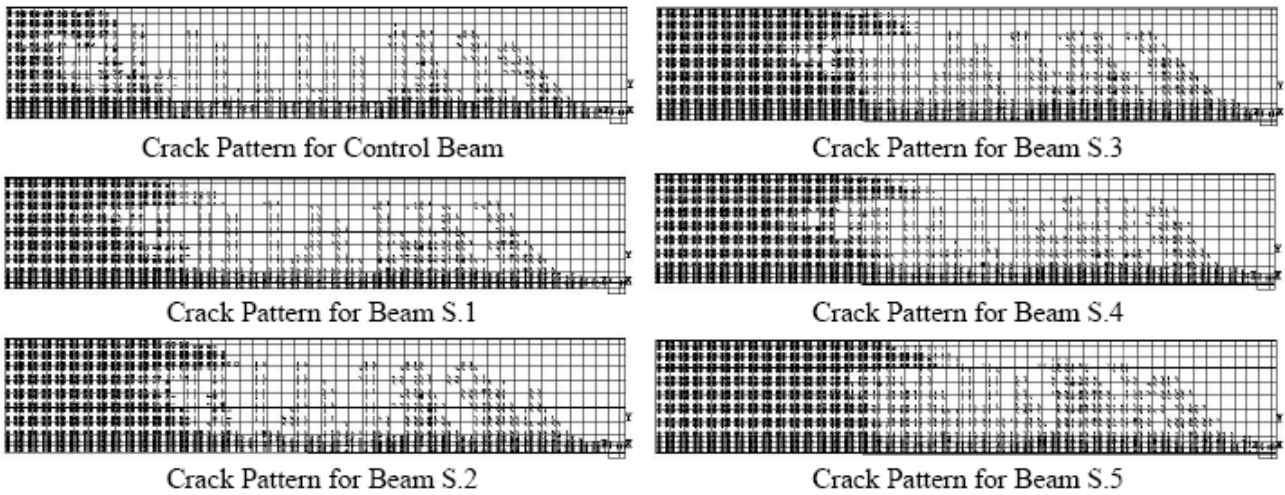 Crack Pattern for Control Beam
Crack Pattern for Beam S.3
Crack Pattern for Beam S.1
Crack Pattern for Beam S.4
Crack Pattern for Beam S.2
Crack Pattern for Beam S.5